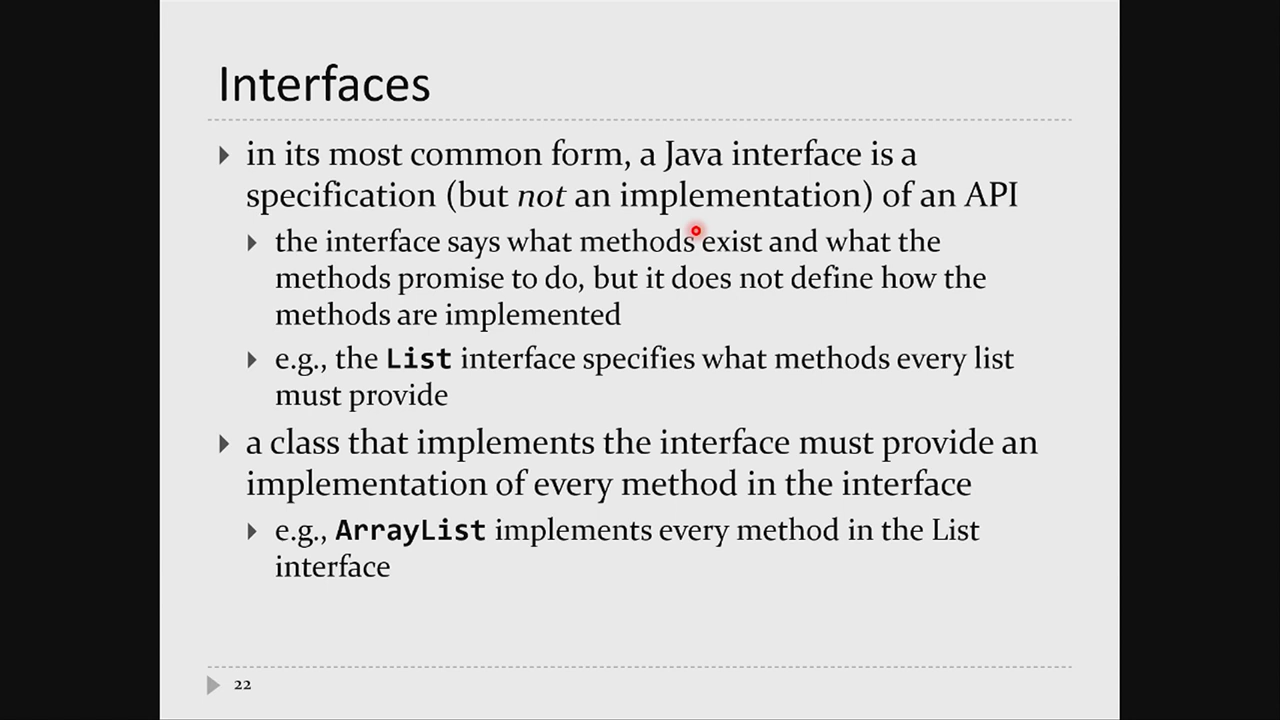 Interfaces
in its most common form, a Java interface is a
specification (but not an implementation) of an API
the interface says what methods exist and what the
methods promise to do, but it does not define how the
methods are implemented
e.g., the List interface specifies what methods every list
must provide
a class that implements the interface must provide an
implementation of every method in the interface
e.g., ArrayList implements every method in the List
interface
22